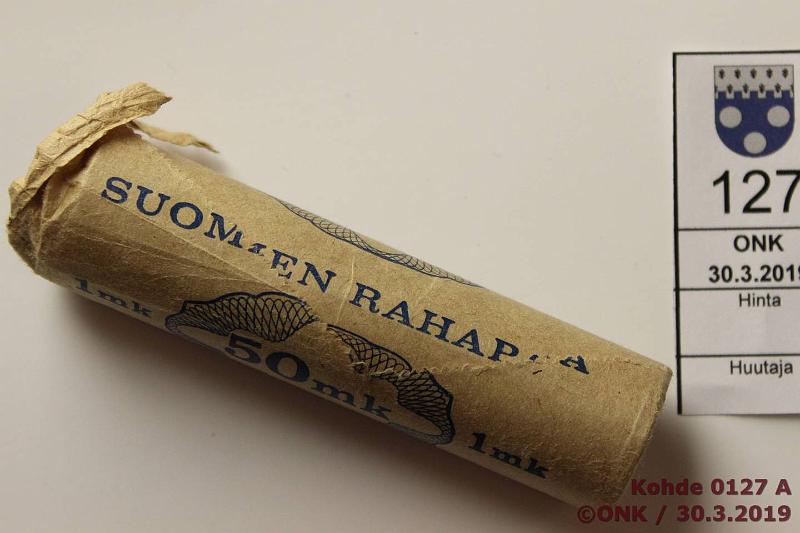 SUOMEN RAHAPAJA
1mk
50mk
1mk
127
ONK
30.3.2019
Hinta
Huutaja
Kohde 0127 A
©ONK / 30.3.2019